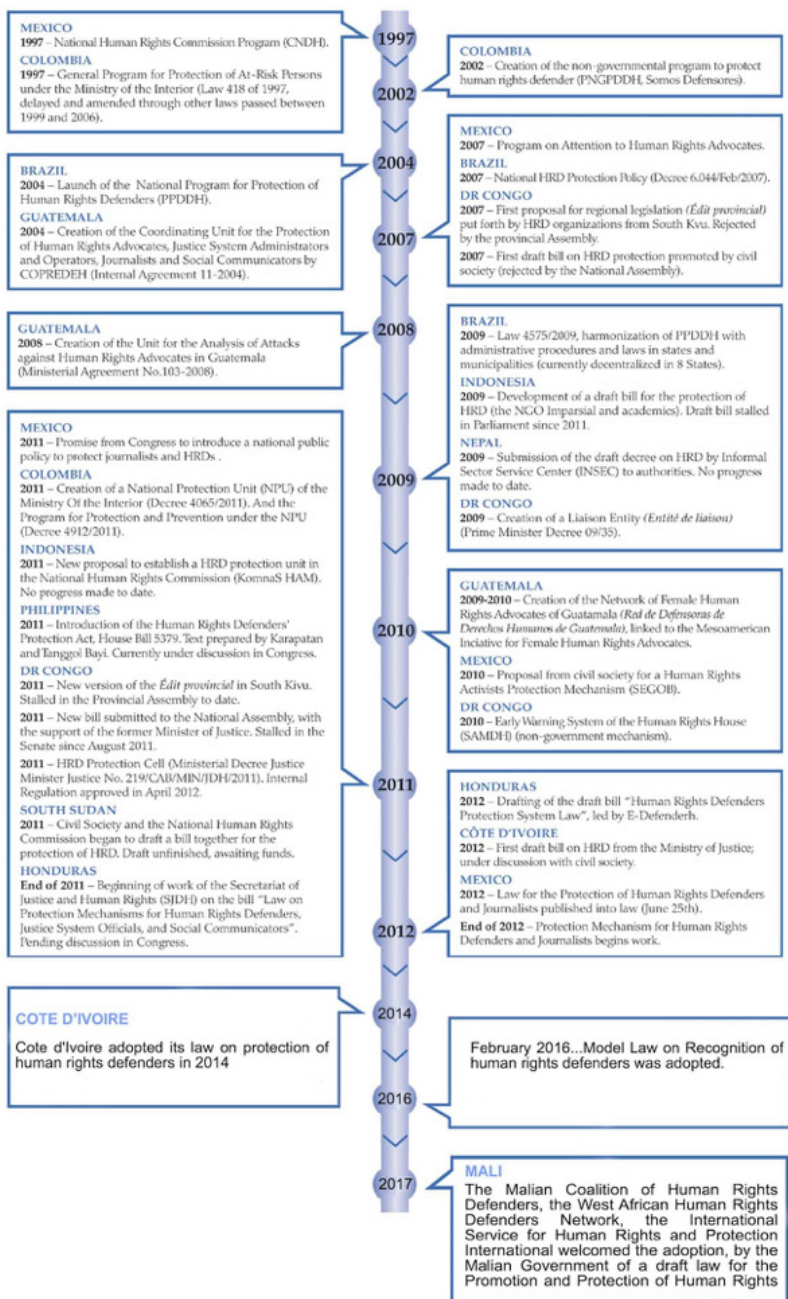 1997
MEXICO
1997 – National Human Rights Commission Program (CNDH).
COLOMBIA
1997 – General Program for Protection of At-Risk Persons
under the Ministry of the Interior (Law 418 of 1997,
delayed and amended through other laws passed between
1999 and 2006).
2002
COLOMBIA
2002 – Creation of the non-governmental program to protect
human rights defender (PNGPDDH, Somos Defensores).
2004
BRAZIL
2004 – Launch of the National Program for Protection of
Human Rights Defenders (PPDDH).
GUATEMALA
2004 – Creation of the Coordinating Unit for the Protection
of Human Rights Advocates, Justice System Administrators
and Operators, Journalists and Social Communicators by
COPREDEH (Internal Agreement 11-2004).
2007
MEXICO
2007 – Program on Attention to Human Rights Advocates.
BRAZIL
2007 – National HRD Protection Policy (Decree 6.044/Feb/2007).
DR CONGO
2007 – First proposal for regional legislation (Édit provincial)
put forth by HRD organizations from South Kvu. Rejected
by the provincial Assembly.
2007 – First draft bill on HRD protection promoted by civil
society (rejected by the National Assembly).
2008
GUATEMALA
2008 – Creation of the Unit for the Analysis of Attacks
against Human Rights Advocates in Guatemala
(Ministerial Agreement No.103-2008).
2009
BRAZIL
2009 – Law 4575/2009, harmonization of PPDDH with
administrative procedures and laws in states and
municipalities (currently decentralized in 8 States).
INDONESIA
2009 – Development of a draft bill for the protection of
HRD (the NGO Imparsial and academics). Draft bill stalled
in Parliament since 2011.
NEPAL
2009 – Submission of the draft decree on HRD by Informal
Sector Service Center (INSEC) to authorities. No progress
made to date.
DR CONGO
2009 – Creation of a Liaison Entity (Entité de liaison)
(Prime Minister Decree 09/35).
2010
GUATEMALA
2009-2010 – Creation of the Network of Female Human
Rights Advocates of Guatamala (Red de Defensoras de
Derechos Humanos de Guatemala), linked to the Mesoamerican
Inciative for Female Human Rights Advocates.
MEXICO
2010 – Proposal from civil society for a Human Rights
Activists Protection Mechanism (SEGOB).
DR CONGO
2010 – Early Warning System of the Human Rights House
(SAMDH) (non-government mechanism).
2011
MEXICO
2011 – Promise from Congress to introduce a national public
policy to protect journalists and HRDs .
COLOMBIA
2011 – Creation of a National Protection Unit (NPU) of the
Ministry Of the Interior (Decree 4065/2011). And the
Program for Protection and Prevention under the NPU
(Decree 4912/2011).
INDONESIA
2011 – New proposal to establish a HRD protection unit in
the National Human Rights Commission (KomnaS HAM).
No progress made to date.
PHILIPPINES
2011 – Introduction of the Human Rights Defenders'
Protection Act, House Bill 5379. Text prepared by Karapatan
and Tanggol Bayi. Currently under discussion in Congress.
DR CONGO
2011 – New version of the Édit provincial in South Kivu.
Stalled in the Provincial Assembly to date.
2011 – New bill submitted to the National Assembly, with
the support of the former Minister of Justice. Stalled in the
Senate since August 2011.
2011 – HRD Protection Cell (Ministerial Decree Justice
Minister Justice No. 219/CAB/MIN/JDH/2011). Internal
Regulation approved in April 2012.
SOUTH SUDAN
2011 – Civil Society and the National Human Rights
Commission began to draft a bill together for the
protection of HRD. Draft unfinished, awaiting funds.
HONDURAS
End of 2011 – Beginning of work of the Secretariat of
Justice and Human Rights (SJDH) on the bill "Law on
Protection Mechanisms for Human Rights Defenders,
Justice System Officials, and Social Communicators".
Pending discussion in Congress.
2012
HONDURAS
2012 – Drafting of the draft bill "Human Rights Defenders
Protection System Law", led by E-Defenderh.
CÔTE D'IVOIRE
2012 – First draft bill on HRD from the Ministry of Justice;
under discussion with civil society.
MEXICO
2012 – Law for the Protection of Human Rights Defenders
and Journalists published into law (June 25th).
End of 2012 – Protection Mechanism for Human Rights
Defenders and Journalists begins work.
2014
COTE D'IVOIRE
Cote d'Ivoire adopted its law on protection of
human rights defenders in 2014
2016
February 2016...Model Law on Recognition of
human rights defenders was adopted.
2017
MALI
The Malian Coalition of Human Rights
Defenders, the West African Human Rights
Defenders Network, the International
Service for Human Rights and Protection
International welcomed the adoption, by the
Malian Government of a draft law for the
Promotion and Protection of Human Rights